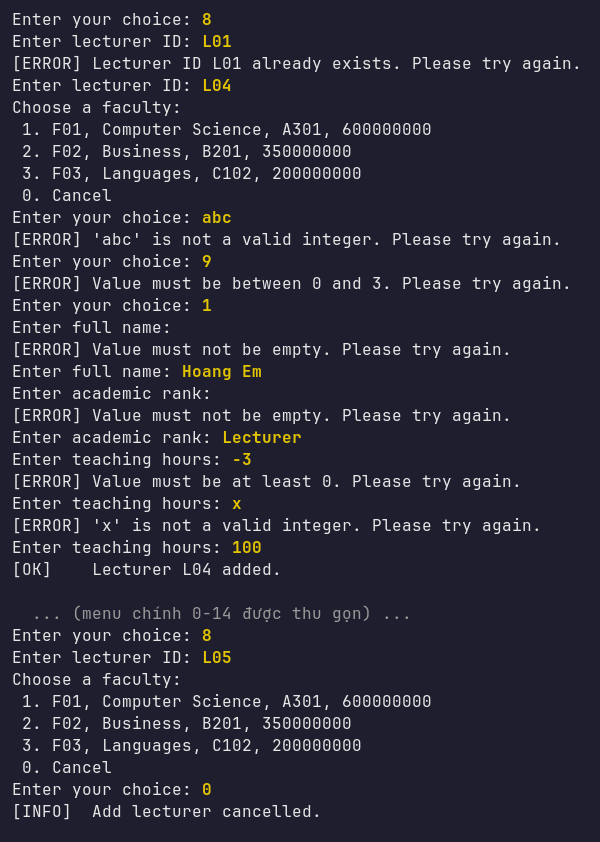 Enter your choice: 8
Enter lecturer ID: L01
[ERROR] Lecturer ID L01 already exists. Please try again.
Enter lecturer ID: L04
Choose a faculty:
 1. F01, Computer Science, A301, 600000000
 2. F02, Business, B201, 350000000
 3. F03, Languages, C102, 200000000
 0. Cancel
Enter your choice: abc
[ERROR] 'abc' is not a valid integer. Please try again.
Enter your choice: 9
[ERROR] Value must be between 0 and 3. Please try again.
Enter your choice: 1
Enter full name:
[ERROR] Value must not be empty. Please try again.
Enter full name: Hoang Em
Enter academic rank:
[ERROR] Value must not be empty. Please try again.
Enter academic rank: Lecturer
Enter teaching hours: -3
[ERROR] Value must be at least 0. Please try again.
Enter teaching hours: x
[ERROR] 'x' is not a valid integer. Please try again.
Enter teaching hours: 100
[OK]    Lecturer L04 added.

  ... (menu chính 0-14 được thu gọn) ...
Enter your choice: 8
Enter lecturer ID: L05
Choose a faculty:
 1. F01, Computer Science, A301, 600000000
 2. F02, Business, B201, 350000000
 3. F03, Languages, C102, 200000000
 0. Cancel
Enter your choice: 0
[INFO]  Add lecturer cancelled.